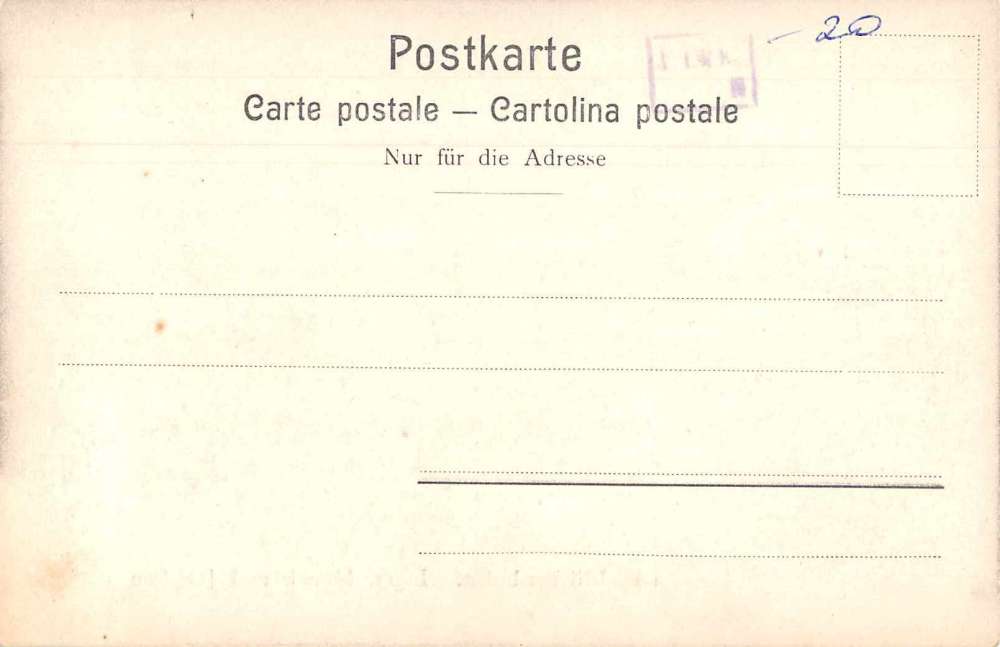 - 20
Postkarte
Carte postale — Cartolina postale
Nur für die Adresse